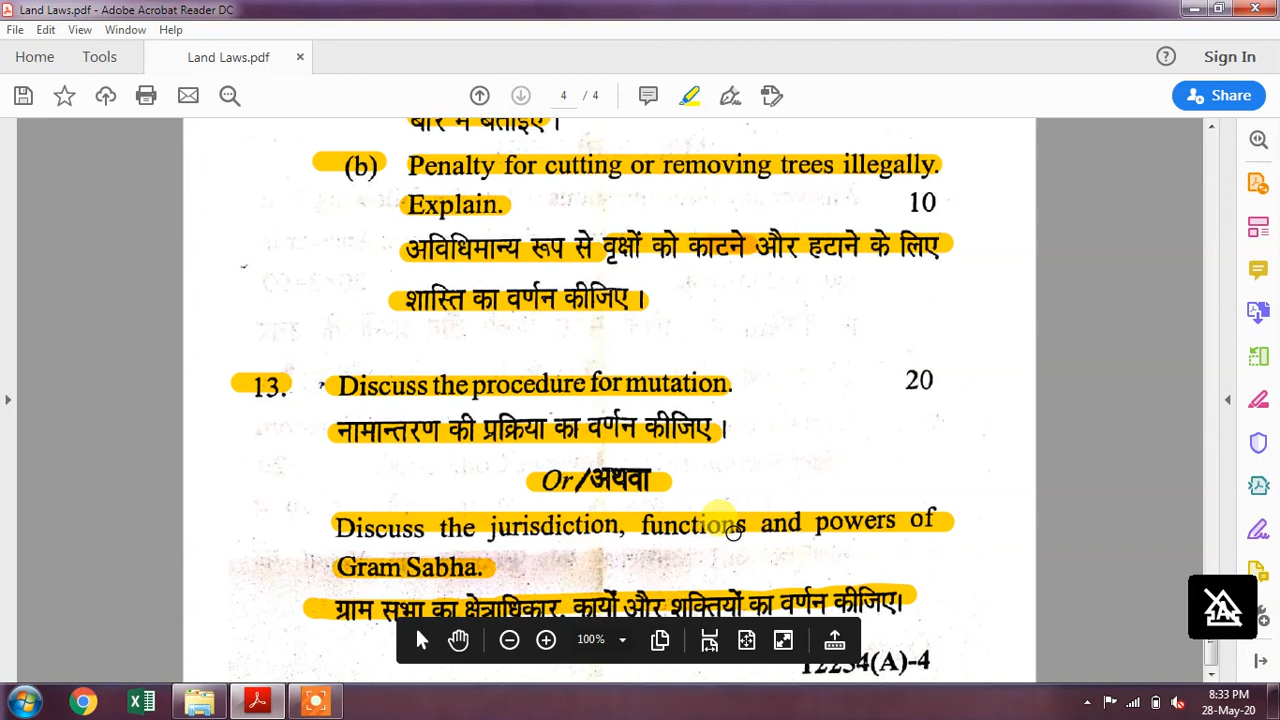 Land Laws.pdf - Adobe Acrobat Reader DC
File Edit View Window Help
Home Tools Land Laws.pdf × Sign In
4 / 4 Share
बारे में बताइए।
(b) Penalty for cutting or removing trees illegally.
Explain. 10
अविधिमान्य रूप से वृक्षों को काटने और हटाने के लिए
शास्ति का वर्णन कीजिए।
13. Discuss the procedure for mutation. 20
नामान्तरण की प्रक्रिया का वर्णन कीजिए।
Or/अथवा
Discuss the jurisdiction, functions and powers of
Gram Sabha.
ग्राम सभा का क्षेत्राधिकार, कार्यों और शक्तियों का वर्णन कीजिए।
100%
12234(A)-4
8:33 PM
28-May-20